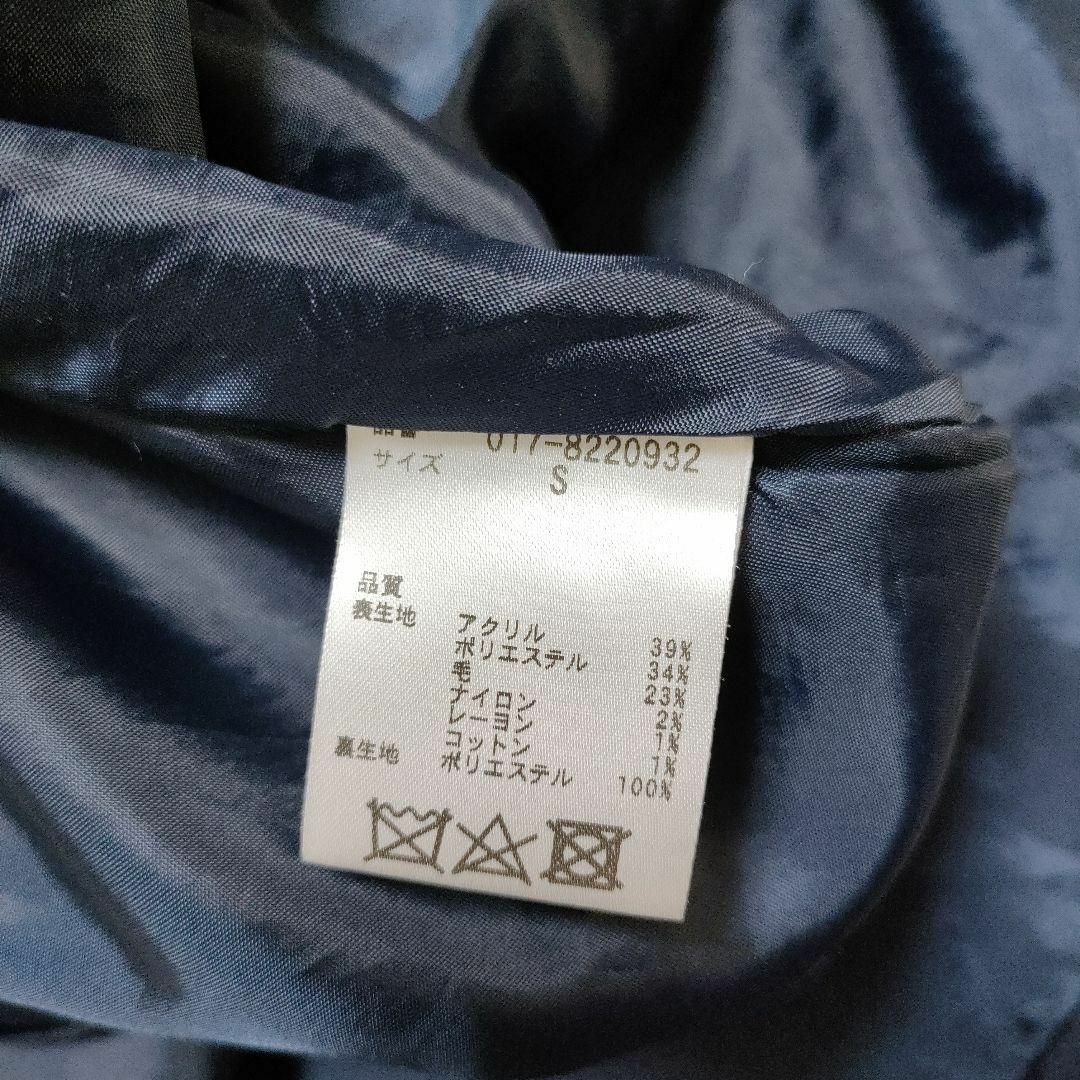 品番 017-8220932
サイズ S
品質
表生地 アクリル 39%
ポリエステル 34%
毛 23%
ナイロン 2%
レーヨン 1%
コットン 1%
裏生地 ポリエステル 100%